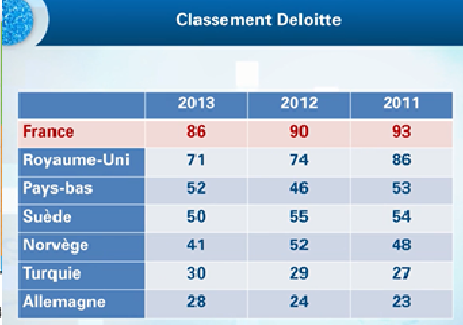 Classement Deloitte
2013 2012 2011
France 86 90 93
Royaume-Uni 71 74 86
Pays-bas 52 46 53
Suède 50 55 54
Norvège 41 52 48
Turquie 30 29 27
Allemagne 28 24 23